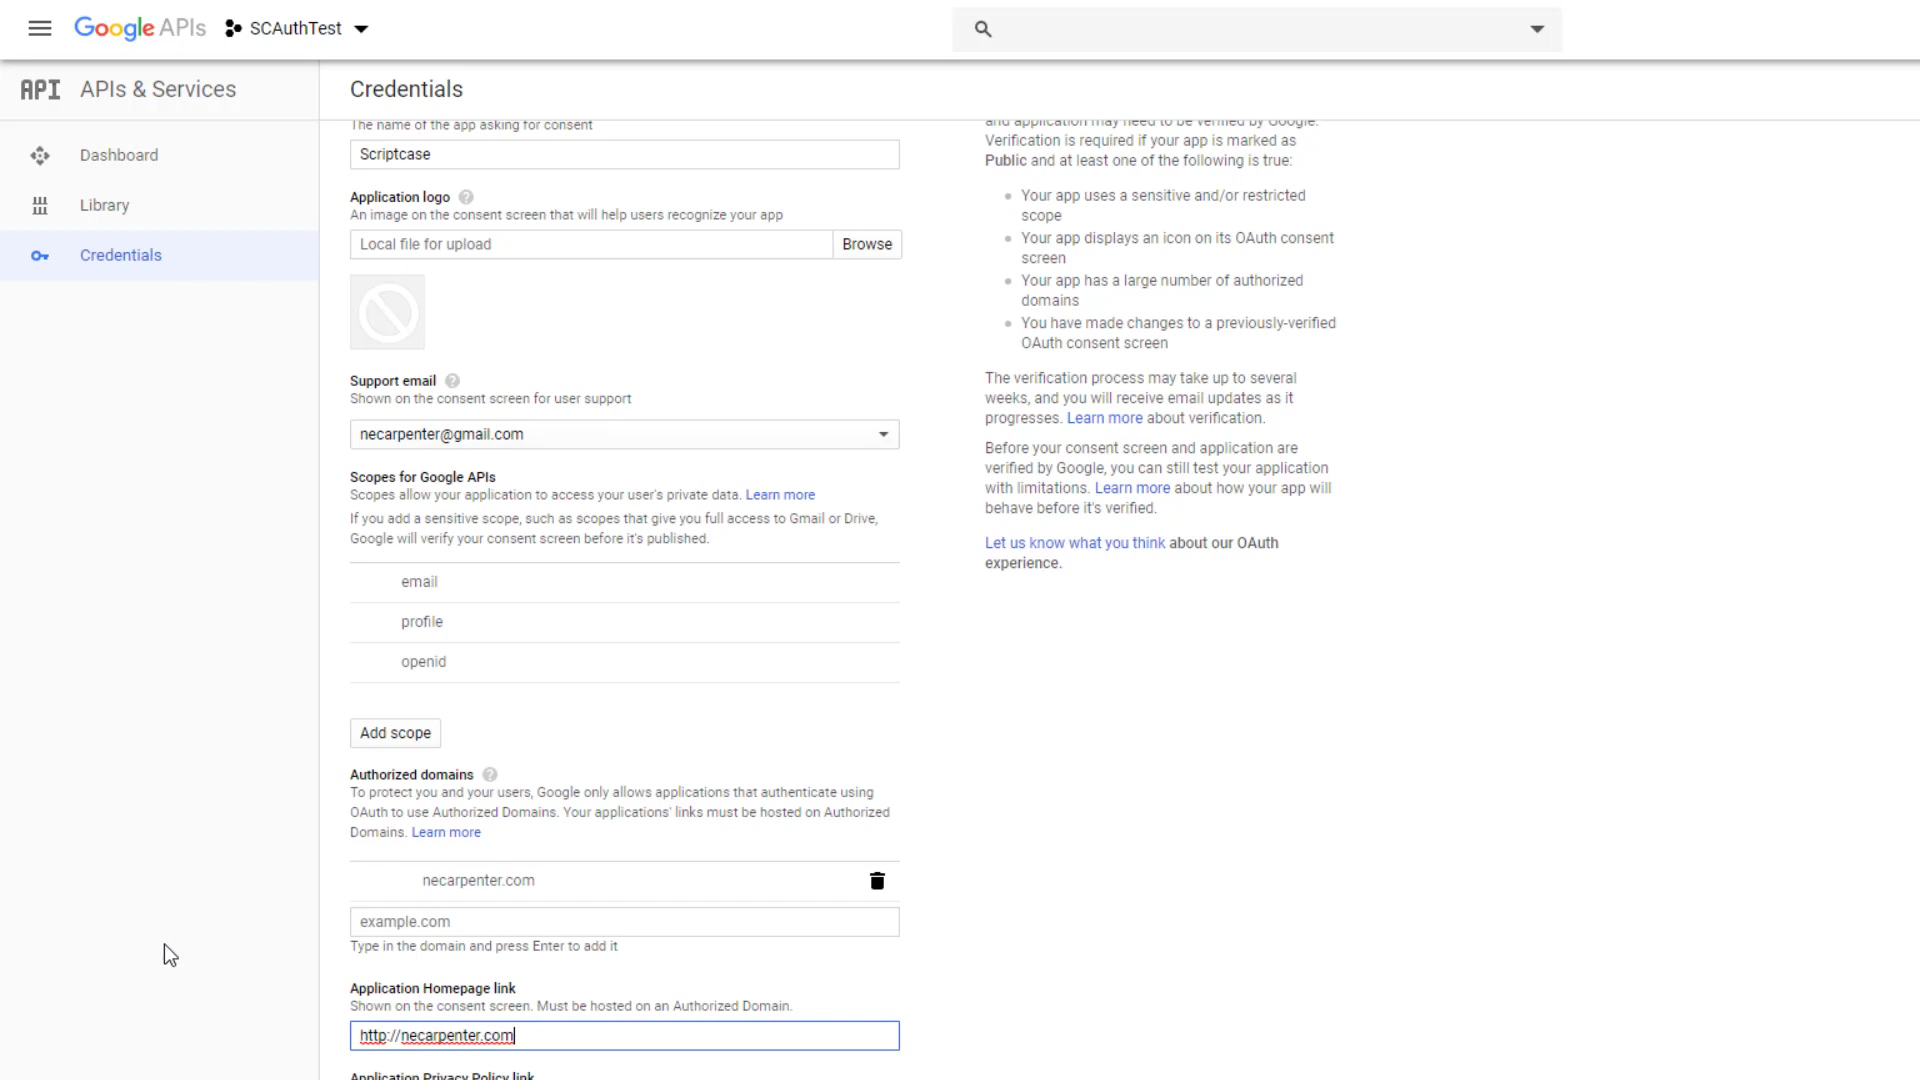 Google APIs
SCAuthTest
API APIs & Services
Credentials
Dashboard
Library
Credentials
The name of the app asking for consent
Scriptcase
Application logo
An image on the consent screen that will help users recognize your app
Local file for upload
Browse
Support email
Shown on the consent screen for user support
necarpenter@gmail.com
Scopes for Google APIs
Scopes allow your application to access your user's private data. Learn more
If you add a sensitive scope, such as scopes that give you full access to Gmail or Drive,
Google will verify your consent screen before it's published.
email
profile
openid
Add scope
Authorized domains
To protect you and your users, Google only allows applications that authenticate using
OAuth to use Authorized Domains. Your applications' links must be hosted on Authorized
Domains. Learn more
necarpenter.com
example.com
Type in the domain and press Enter to add it
Application Homepage link
Shown on the consent screen. Must be hosted on an Authorized Domain.
http://necarpenter.com
Application Privacy Policy link
and application may need to be verified by Google.
Verification is required if your app is marked as
Public and at least one of the following is true:
Your app uses a sensitive and/or restricted
scope
Your app displays an icon on its OAuth consent
screen
Your app has a large number of authorized
domains
You have made changes to a previously-verified
OAuth consent screen
The verification process may take up to several
weeks, and you will receive email updates as it
progresses. Learn more about verification.
Before your consent screen and application are
verified by Google, you can still test your application
with limitations. Learn more about how your app will
behave before it's verified.
Let us know what you think about our OAuth
experience.